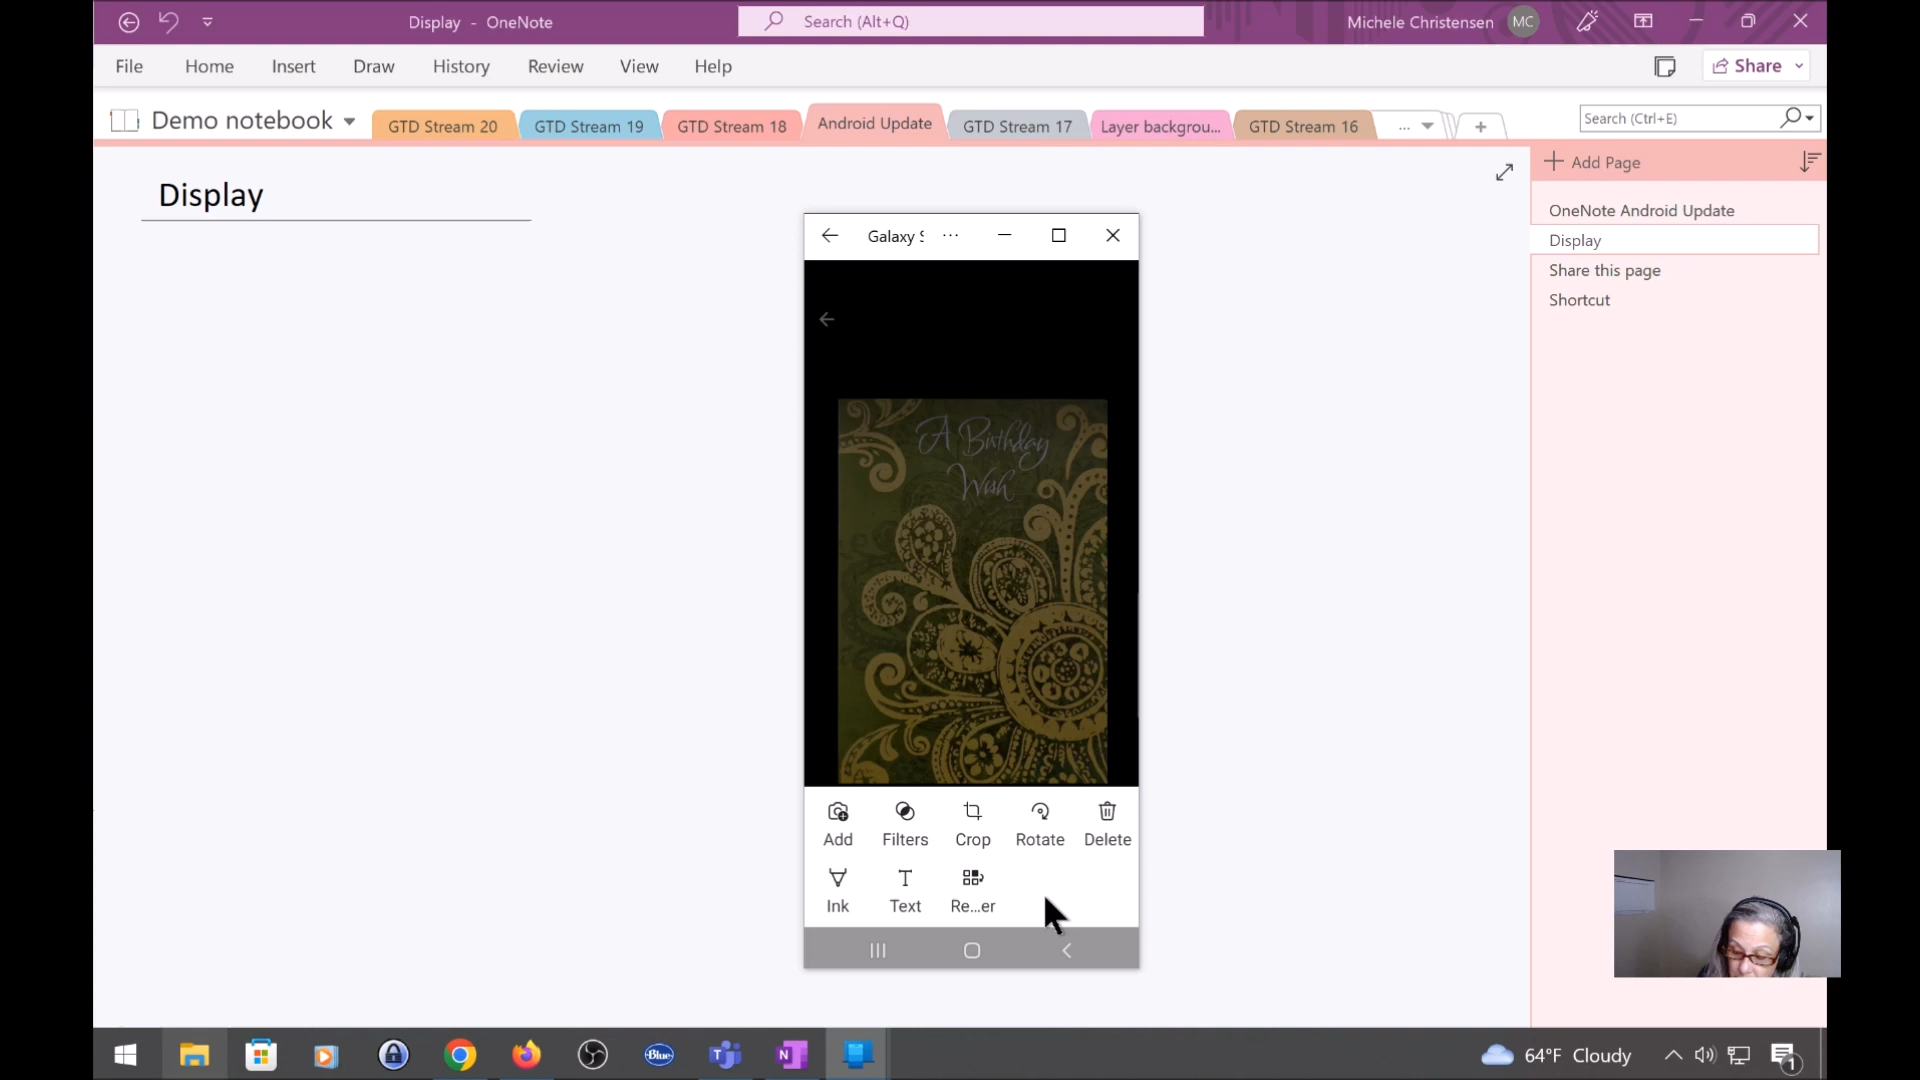 Display - OneNote
Search (Alt+Q)
Michele Christensen
MC
File
Home
Insert
Draw
History
Review
View
Help
Share
Demo notebook
GTD Stream 20
GTD Stream 19
GTD Stream 18
Android Update
GTD Stream 17
Layer backgrou...
GTD Stream 16
...
Search (Ctrl+E)
Display
Add Page
OneNote Android Update
Display
Share this page
Shortcut
Galaxy S
A Birthday
Wish
Add
Filters
Crop
Rotate
Delete
Ink
Text
Re...er
Blue
64°F Cloudy
1